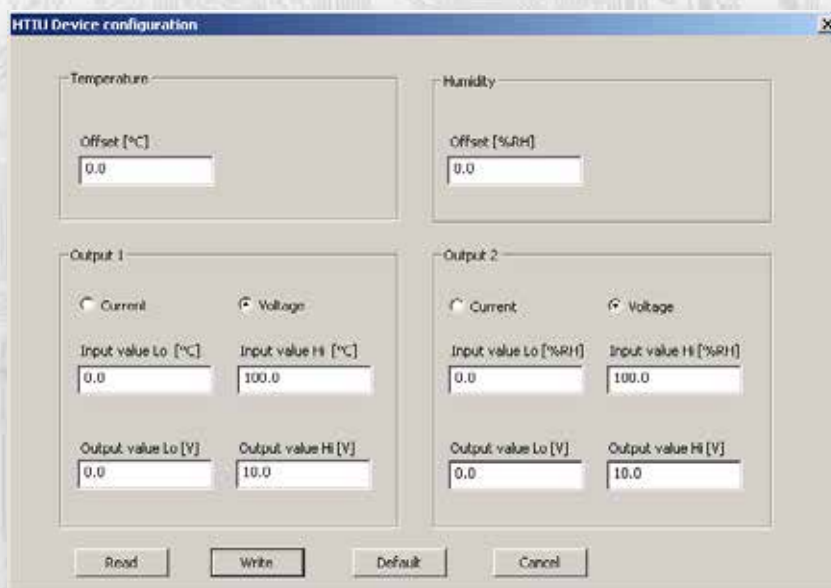 HTIU Device configuration
Temperature
Offset [°C]
0.0
Humidity
Offset [%RH]
0.0
Output 1
Current
Voltage
Input value Lo [°C]
Input value Hi [°C]
0.0
100.0
Output value Lo [V]
Output value Hi [V]
0.0
10.0
Output 2
Current
Voltage
Input value Lo [%RH]
Input value Hi [%RH]
0.0
100.0
Output value Lo [V]
Output value Hi [V]
0.0
10.0
Read
Write
Default
Cancel